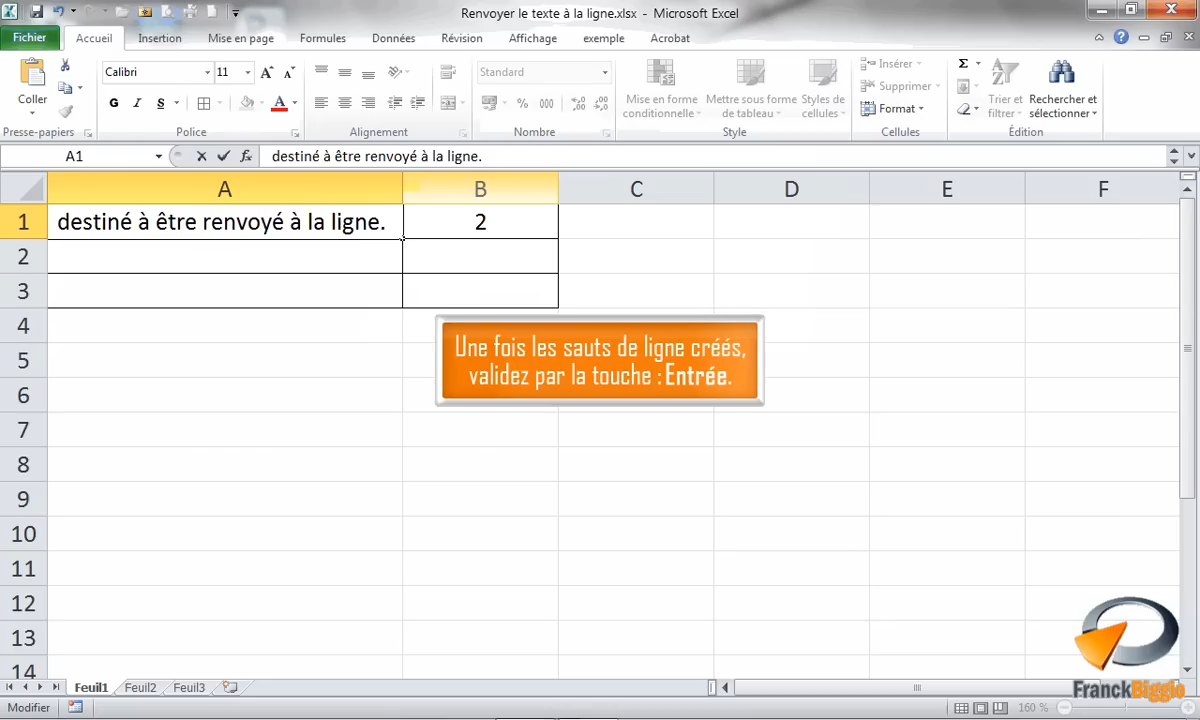 Renvoyer le texte à la ligne.xlsx - Microsoft Excel
Fichier Accueil Insertion Mise en page Formules Données Révision Affichage exemple Acrobat
Coller
Presse-papiers
Calibri 11
G I S A
Police
Alignement
Standard
% 000
Nombre
Mise en forme conditionnelle
Mettre sous forme de tableau
Styles de cellules
Style
Insérer
Supprimer
Format
Cellules
Σ
Trier et filtrer
Rechercher et sélectionner
Édition
A1 fx destiné à être renvoyé à la ligne.
A B C D E F
1 destiné à être renvoyé à la ligne. 2
2
3
4
Une fois les sauts de ligne créés,
validez par la touche : Entrée.
5
6
7
8
9
10
11
12
13
14
FranckBiggio
Feuil1 Feuil2 Feuil3
Modifier 160 %